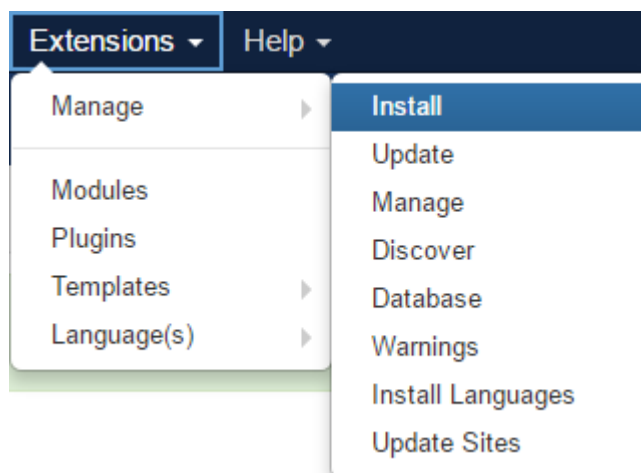 Extensions Help
Manage
Modules
Plugins
Templates
Language(s)
Install
Update
Manage
Discover
Database
Warnings
Install Languages
Update Sites